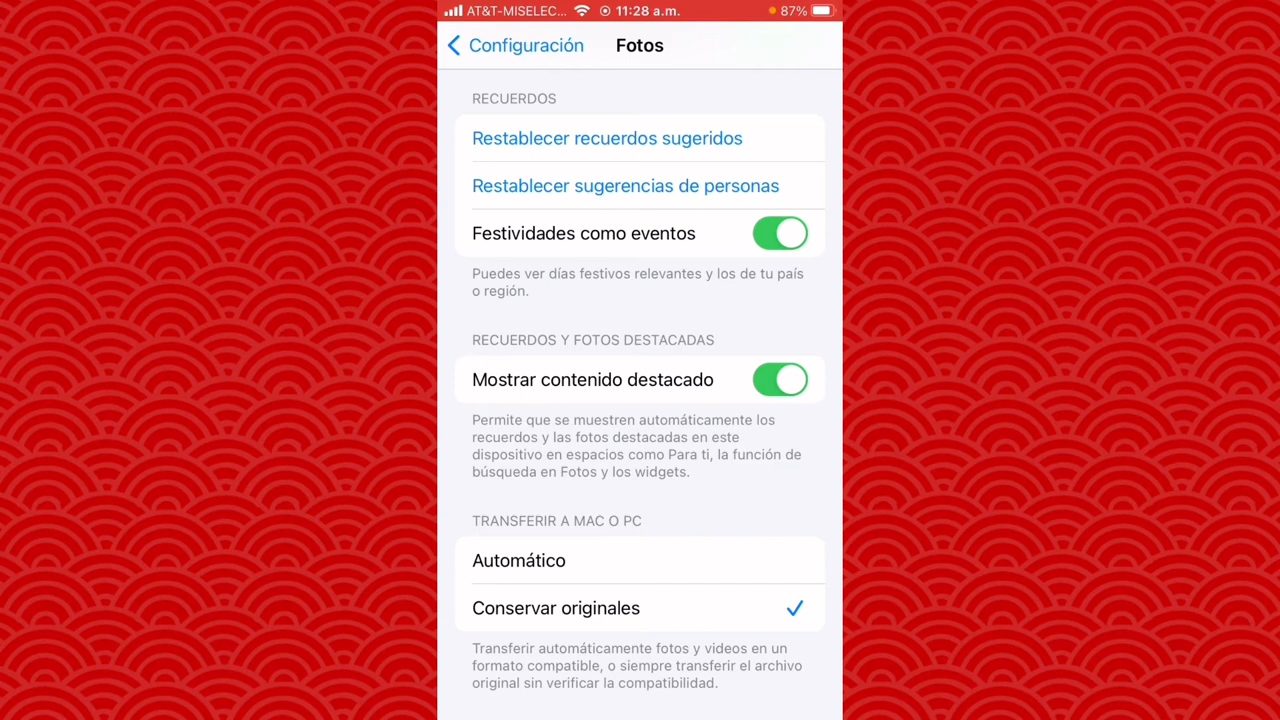 AT&T-MISELEC... 11:28 a.m. 87%
Configuración Fotos
RECUERDOS
Restablecer recuerdos sugeridos
Restablecer sugerencias de personas
Festividades como eventos
Puedes ver días festivos relevantes y los de tu país
o región.
RECUERDOS Y FOTOS DESTACADAS
Mostrar contenido destacado
Permite que se muestren automáticamente los
recuerdos y las fotos destacadas en este
dispositivo en espacios como Para ti, la función de
búsqueda en Fotos y los widgets.
TRANSFERIR A MAC O PC
Automático
Conservar originales
Transferir automáticamente fotos y videos en un
formato compatible, o siempre transferir el archivo
original sin verificar la compatibilidad.